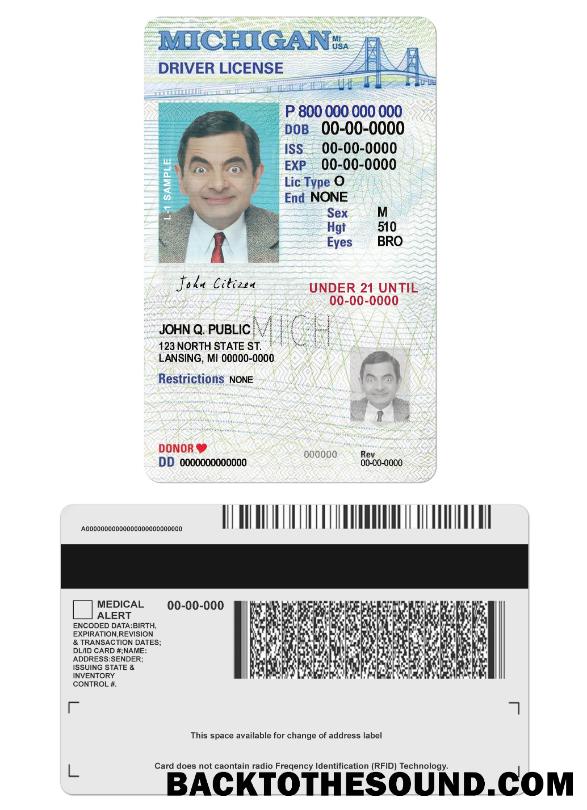 MICHIGAN MI USA
DRIVER LICENSE
P 800 000 000 000
DOB 00-00-0000
ISS 00-00-0000
EXP 00-00-0000
Lic Type O
End NONE
Sex M
Hgt 510
Eyes BRO
L-1 SAMPLE
John Citizen
UNDER 21 UNTIL
00-00-0000
JOHN Q. PUBLIC MICH
123 NORTH STATE ST.
LANSING, MI 00000-0000
Restrictions NONE
DONOR
DD 0000000000000
000000
Rev
00-00-0000
MEDICAL
ALERT
00-00-000
ENCODED DATA:BIRTH,
EXPIRATION,REVISION
& TRANSACTION DATES;
DL/ID CARD #;NAME:
ADDRESS:SENDER;
ISSUING STATE &
INVENTORY
CONTROL #.
This space available for change of address label
Card does not caontain radio Freqency Identification (RFID) Technology.
BACKTOTHESOUND.COM